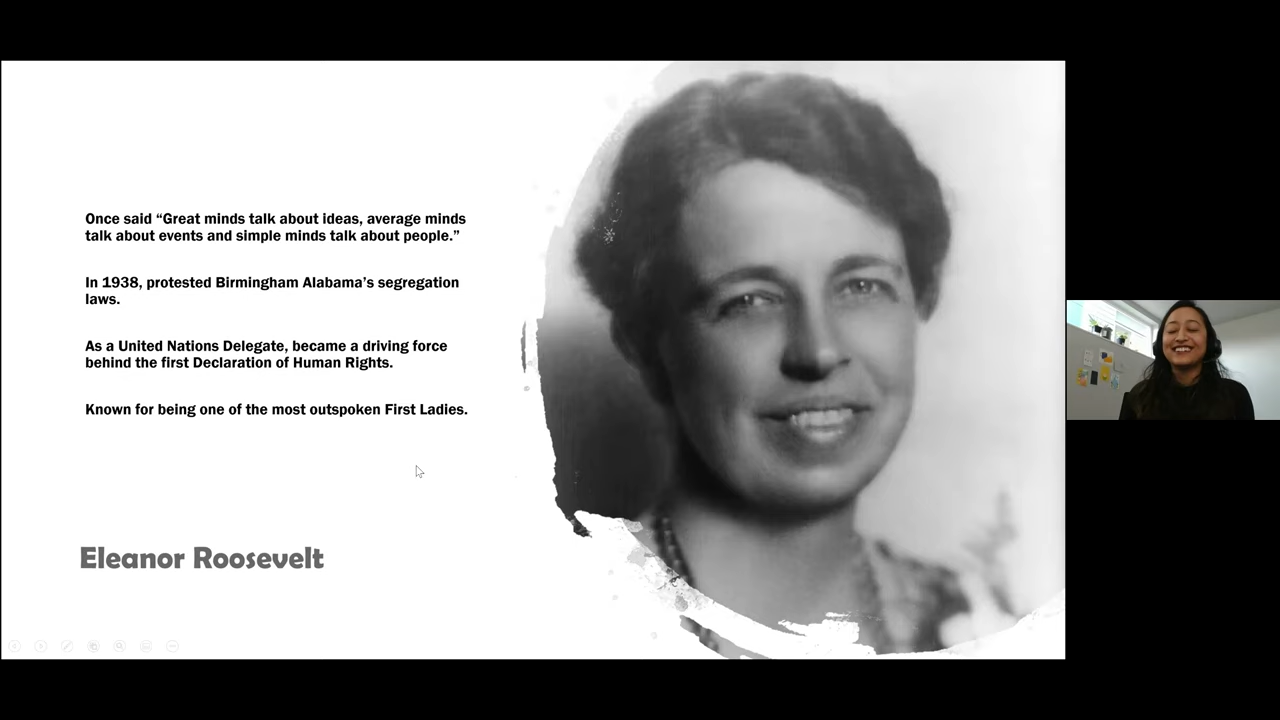 Once said “Great minds talk about ideas, average minds
talk about events and simple minds talk about people.”
In 1938, protested Birmingham Alabama’s segregation
laws.
As a United Nations Delegate, became a driving force
behind the first Declaration of Human Rights.
Known for being one of the most outspoken First Ladies.
Eleanor Roosevelt